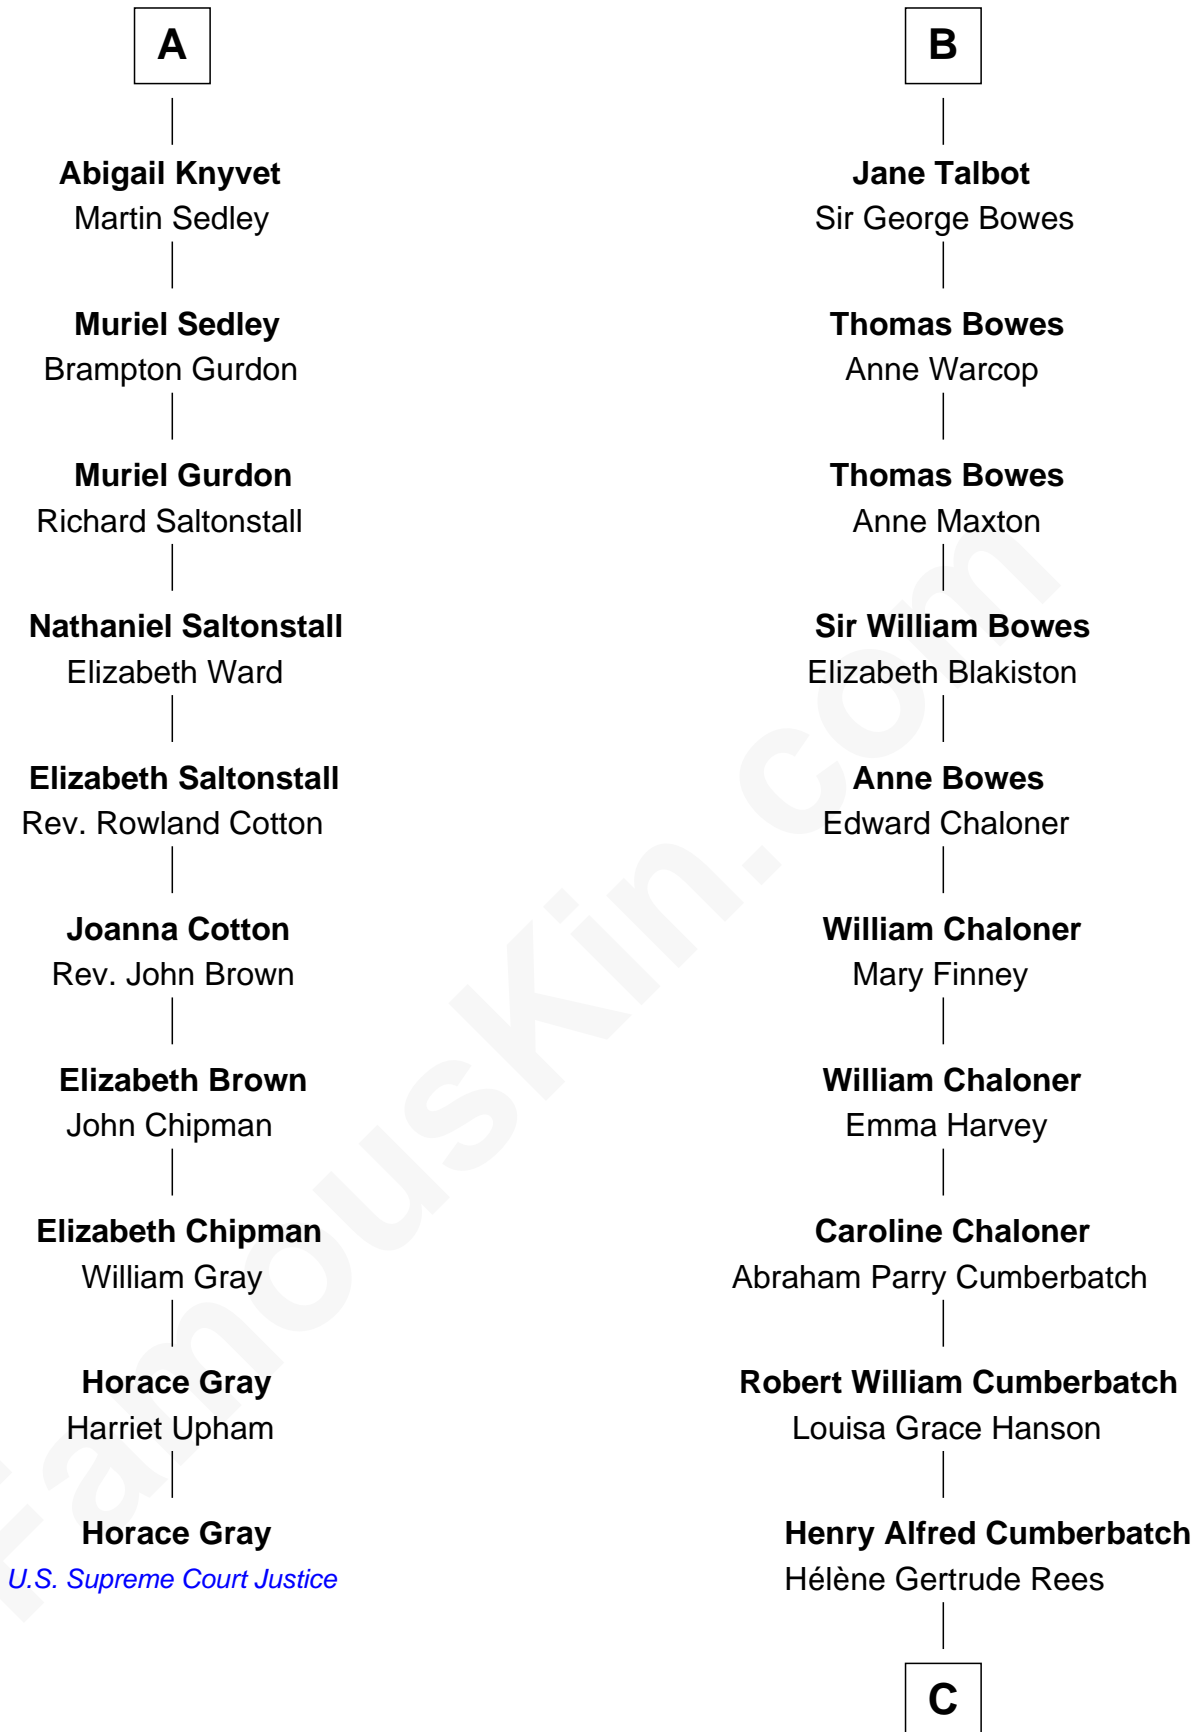 A
Abigail Knyvet
Martin Sedley
Muriel Sedley
Brampton Gurdon
Muriel Gurdon
Richard Saltonstall
Nathaniel Saltonstall
Elizabeth Ward
Elizabeth Saltonstall
Rev. Rowland Cotton
Joanna Cotton
Rev. John Brown
Elizabeth Brown
John Chipman
Elizabeth Chipman
William Gray
Horace Gray
Harriet Upham
Horace Gray
U.S. Supreme Court Justice
B
Jane Talbot
Sir George Bowes
Thomas Bowes
Anne Warcop
Thomas Bowes
Anne Maxton
Sir William Bowes
Elizabeth Blakiston
Anne Bowes
Edward Chaloner
William Chaloner
Mary Finney
William Chaloner
Emma Harvey
Caroline Chaloner
Abraham Parry Cumberbatch
Robert William Cumberbatch
Louisa Grace Hanson
Henry Alfred Cumberbatch
Hélène Gertrude Rees
C
FamousKin.com